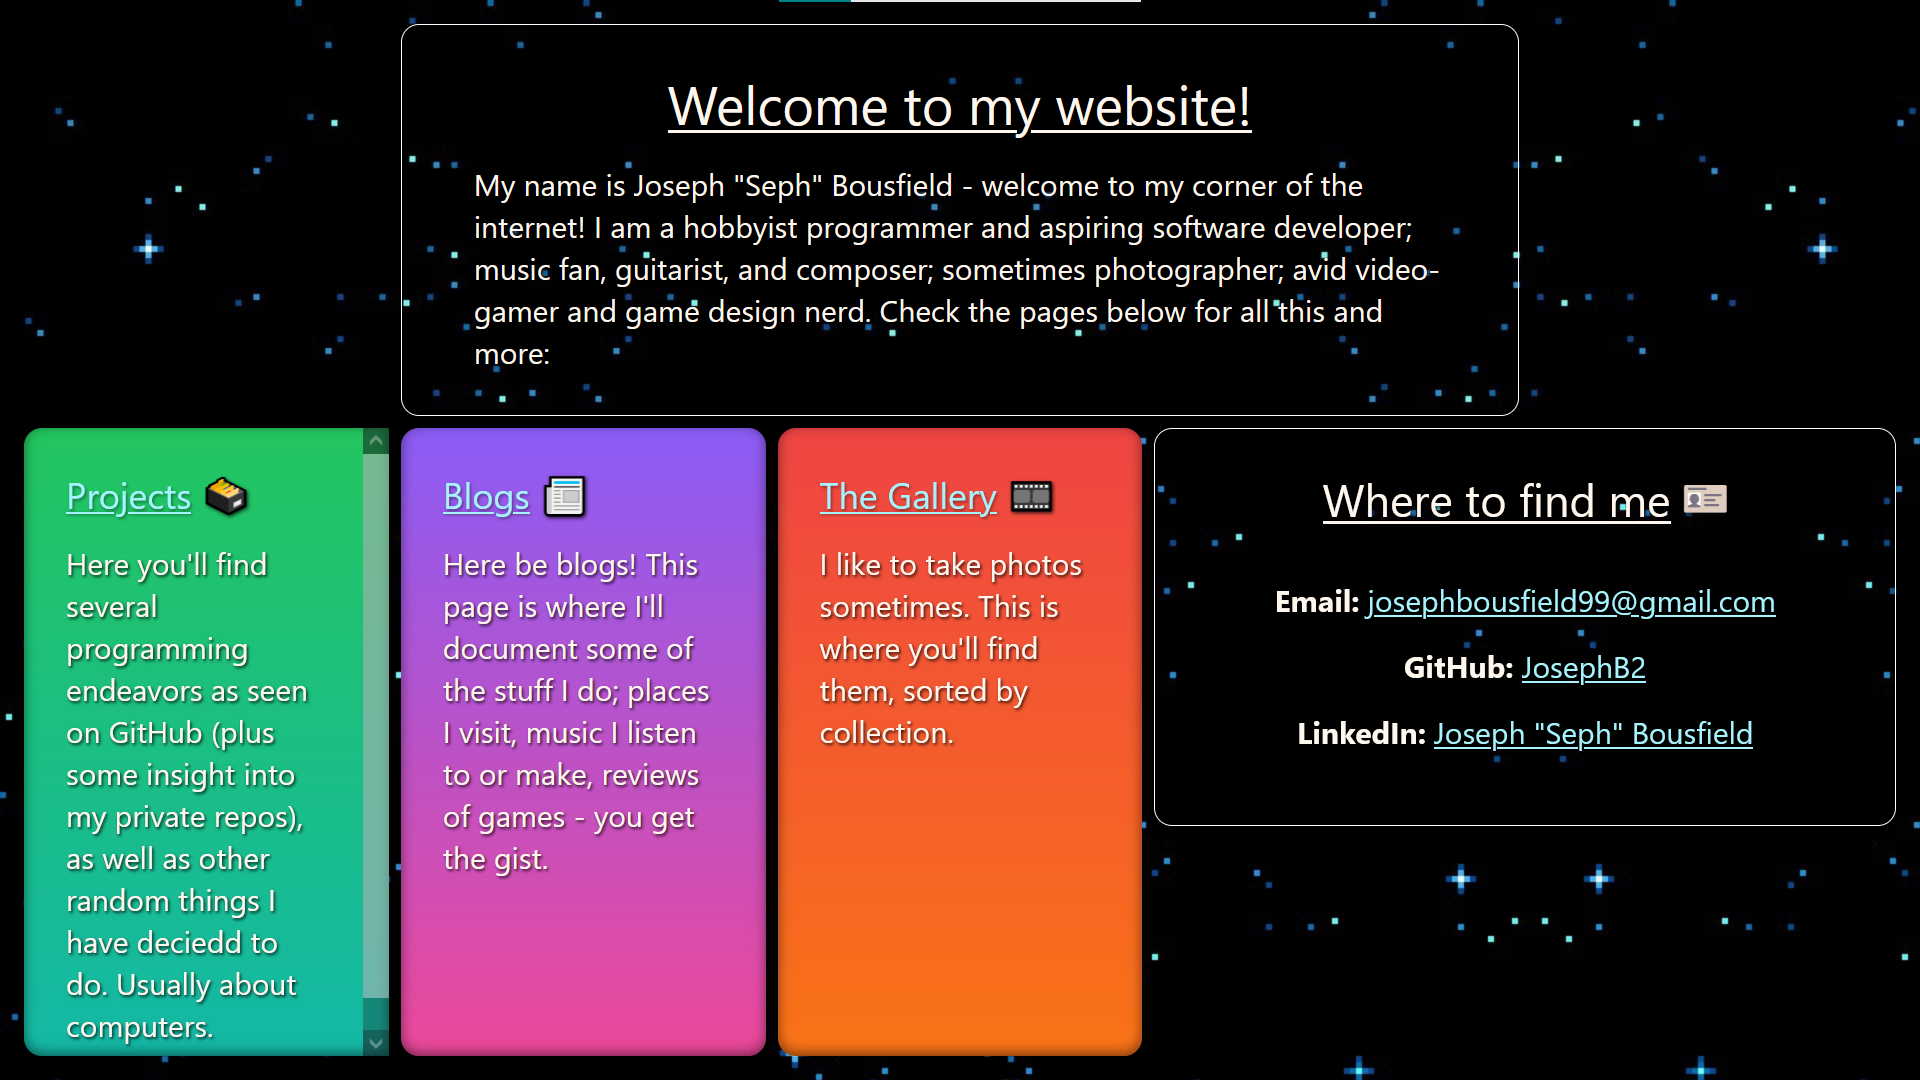 Welcome to my website!
My name is Joseph "Seph" Bousfield - welcome to my corner of the
internet! I am a hobbyist programmer and aspiring software developer;
music fan, guitarist, and composer; sometimes photographer; avid video-
gamer and game design nerd. Check the pages below for all this and
more:
Projects
Here you'll find
several
programming
endeavors as seen
on GitHub (plus
some insight into
my private repos),
as well as other
random things I
have deciedd to
do. Usually about
computers.
Blogs
Here be blogs! This
page is where I'll
document some of
the stuff I do; places
I visit, music I listen
to or make, reviews
of games - you get
the gist.
The Gallery
I like to take photos
sometimes. This is
where you'll find
them, sorted by
collection.
Where to find me
Email: josephbousfield99@gmail.com
GitHub: JosephB2
LinkedIn: Joseph "Seph" Bousfield